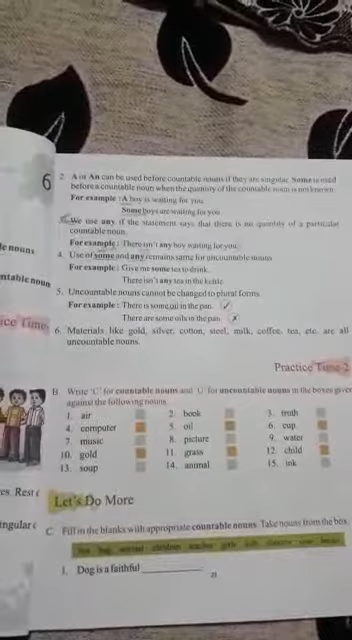 6
2. A or An can be used before countable nouns if they are singular. Some is used
before a countable noun when the quantity of the countable noun is not known.
For example : A boy is waiting for you.
Some boys are waiting for you.
We use any if the statement says that there is no quantity of a particular
countable noun.
For example : There isn't any boy waiting for you.
4. Use of some and any remains same for uncountable nouns
For example : Give me some tea to drink.
There isn't any tea in the kettle.
5. Uncountable nouns cannot be changed to plural forms.
For example : There is some oil in the pan. ✓
There are some oils in the pan. ✗
6. Materials like gold, silver, cotton, steel, milk, coffee, tea, etc. are all
uncountable nouns.
le nouns
ntable noun
ice Time-
Practice Time-2
B Write 'C' for countable nouns and 'U' for uncountable nouns in the boxes given
against the following nouns.
1. air 2. book 3. truth
4. computer 5. oil 6. cup
7. music 8. picture 9. water
10. gold 11. grass 12. child
13. soup 14. animal 15. ink
es. Rest
Let's Do More
ingular
C. Fill in the blanks with appropriate countable nouns. Take nouns from the box.
1. Dog is a faithful